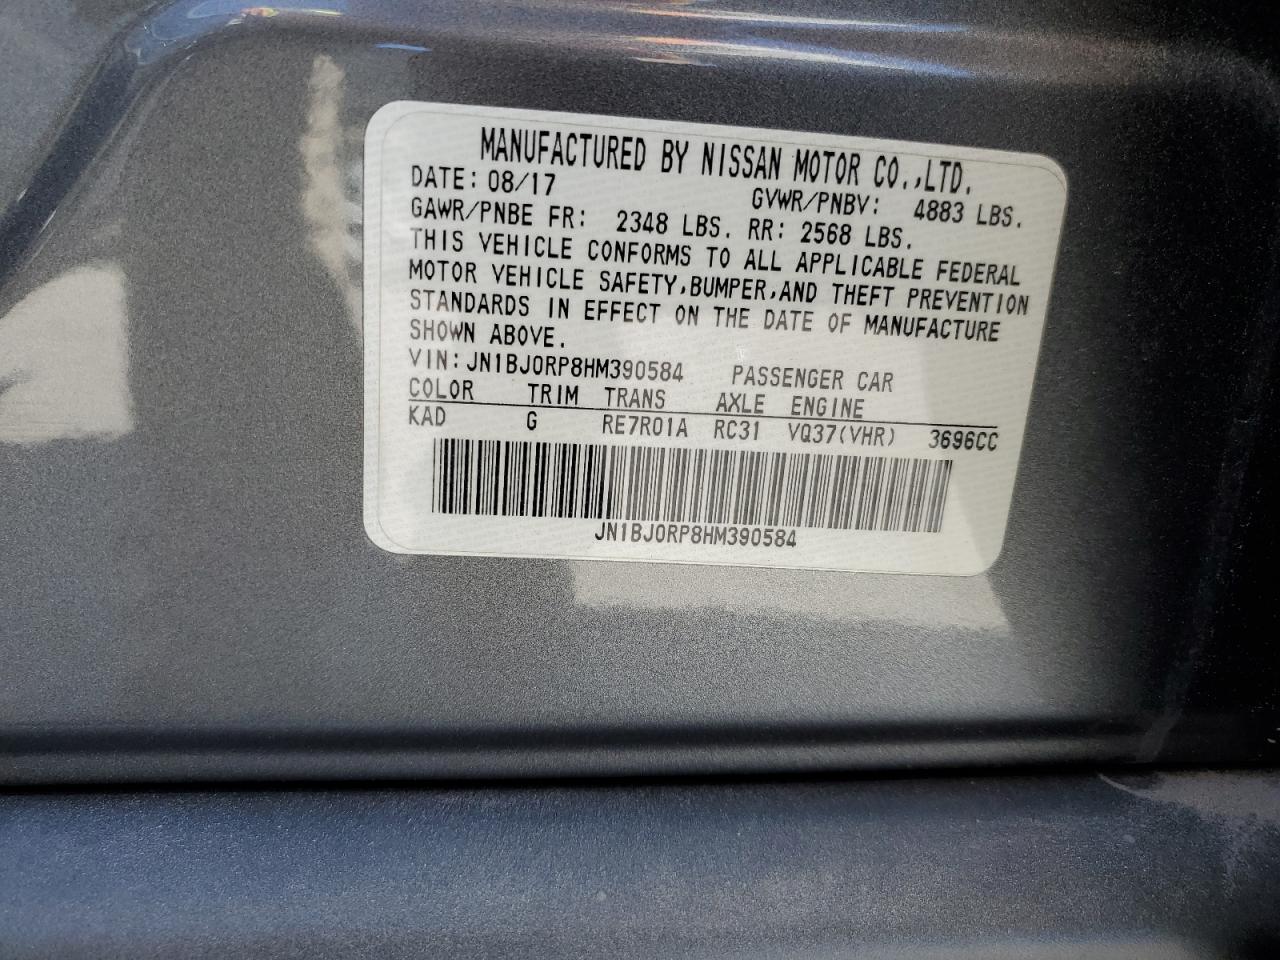 MANUFACTURED BY NISSAN MOTOR CO.,LTD.
DATE: 08/17 GVWR/PNBV: 4883 LBS.
GAWR/PNBE FR: 2348 LBS. RR: 2568 LBS.
THIS VEHICLE CONFORMS TO ALL APPLICABLE FEDERAL
MOTOR VEHICLE SAFETY,BUMPER,AND THEFT PREVENTION
STANDARDS IN EFFECT ON THE DATE OF MANUFACTURE
SHOWN ABOVE.
VIN: JN1BJ0RP8HM390584 PASSENGER CAR
COLOR TRIM TRANS AXLE ENGINE
KAD G RE7R01A RC31 VQ37(VHR) 3696CC
JN1BJ0RP8HM390584